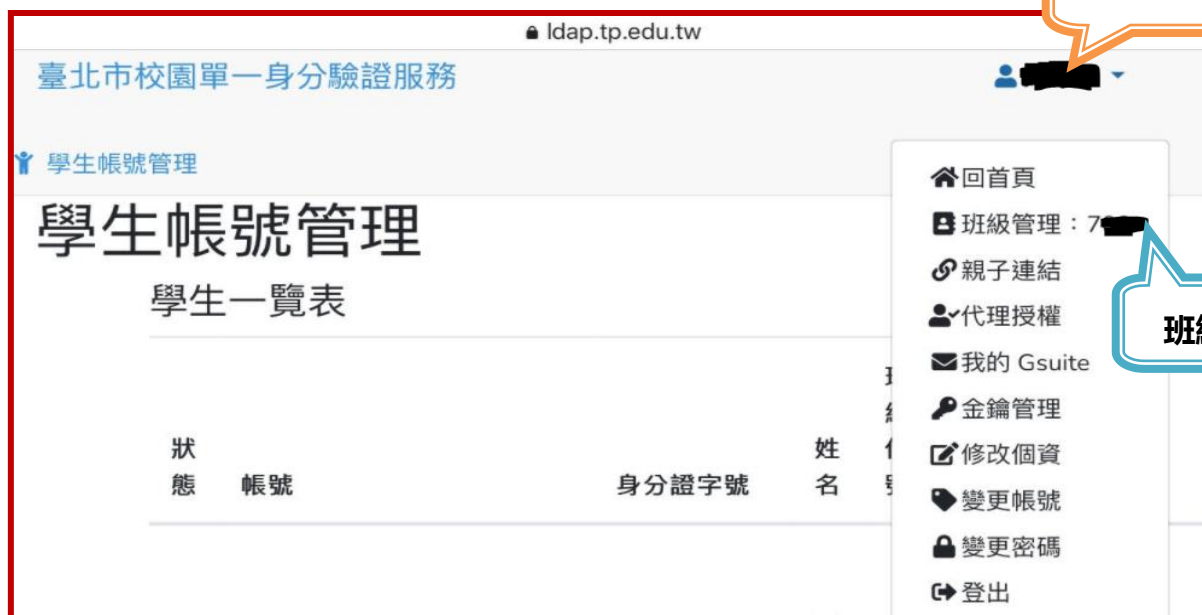 ldap.tp.edu.tw
臺北市校園單一身分驗證服務
學生帳號管理
學生帳號管理
學生一覽表
狀態 帳號 身分證字號 姓名
回首頁
班級管理：7
親子連結
代理授權
我的 Gsuite
金鑰管理
修改個資
變更帳號
變更密碼
登出
班